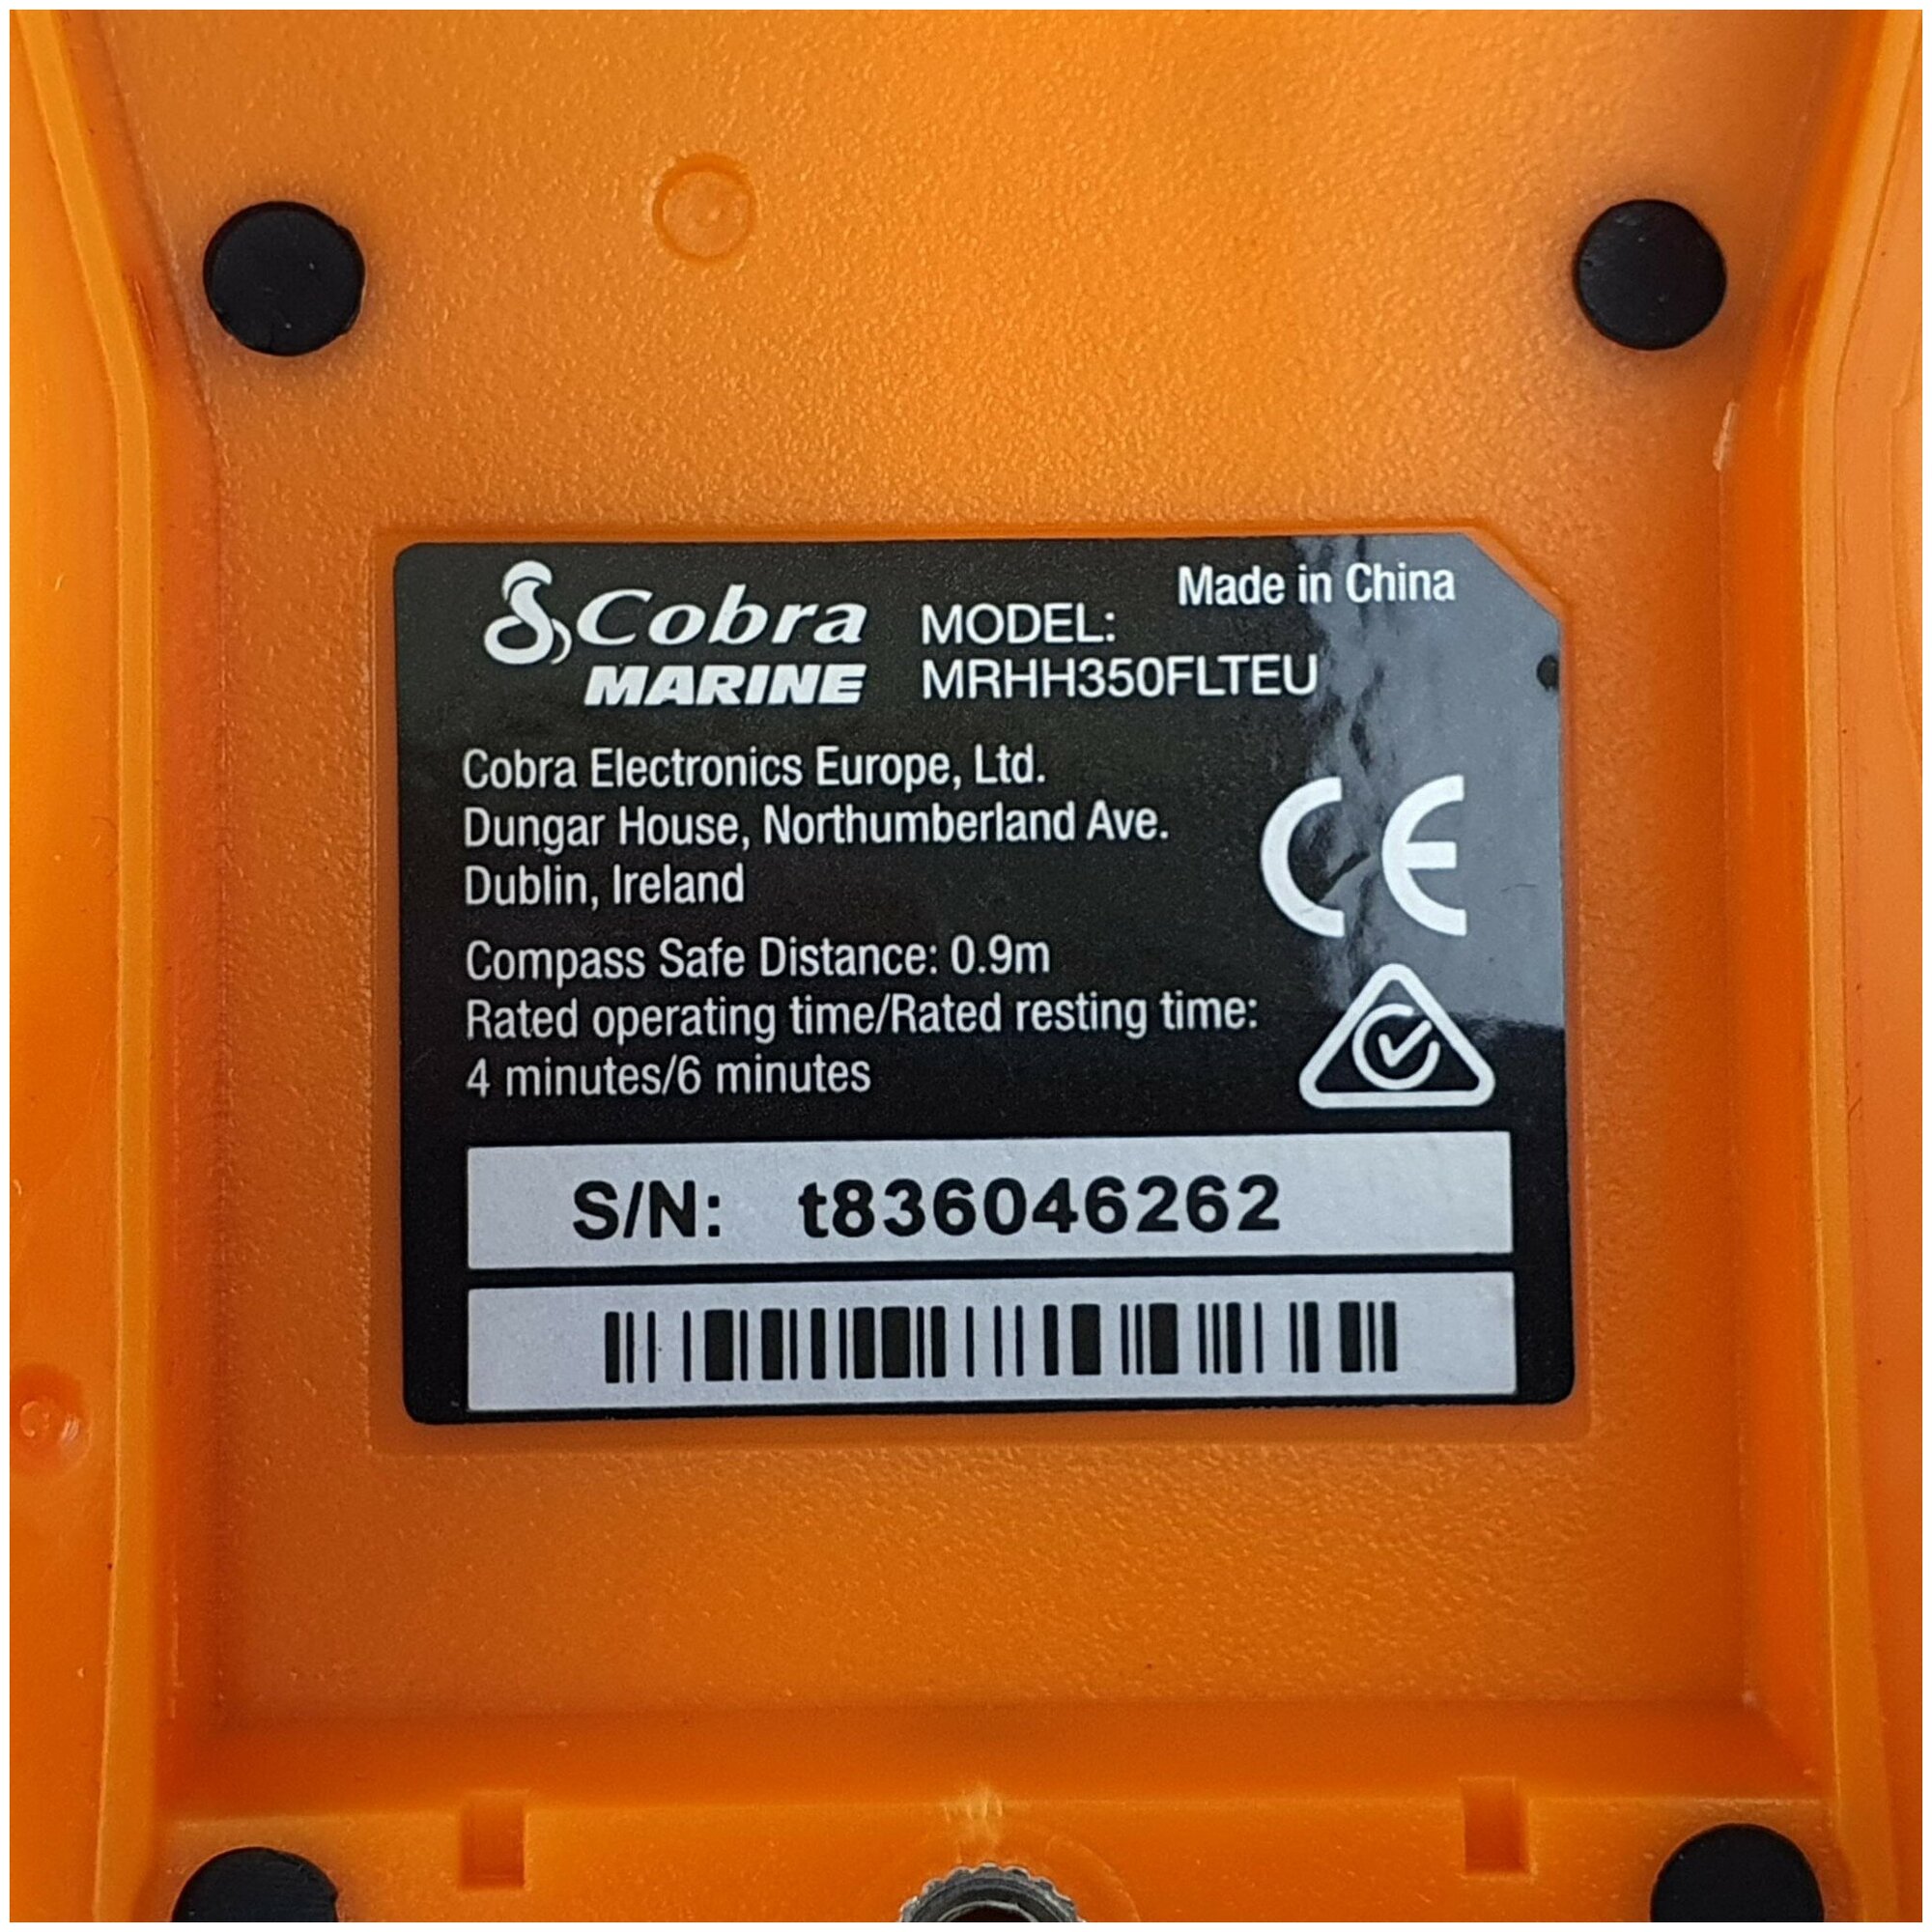 Made in China
Cobra
MARINE
MODEL:
MRHH350FLTEU
Cobra Electronics Europe, Ltd.
Dungar House, Northumberland Ave.
Dublin, Ireland
CE
Compass Safe Distance: 0.9m
Rated operating time/Rated resting time:
4 minutes/6 minutes
S/N: t836046262